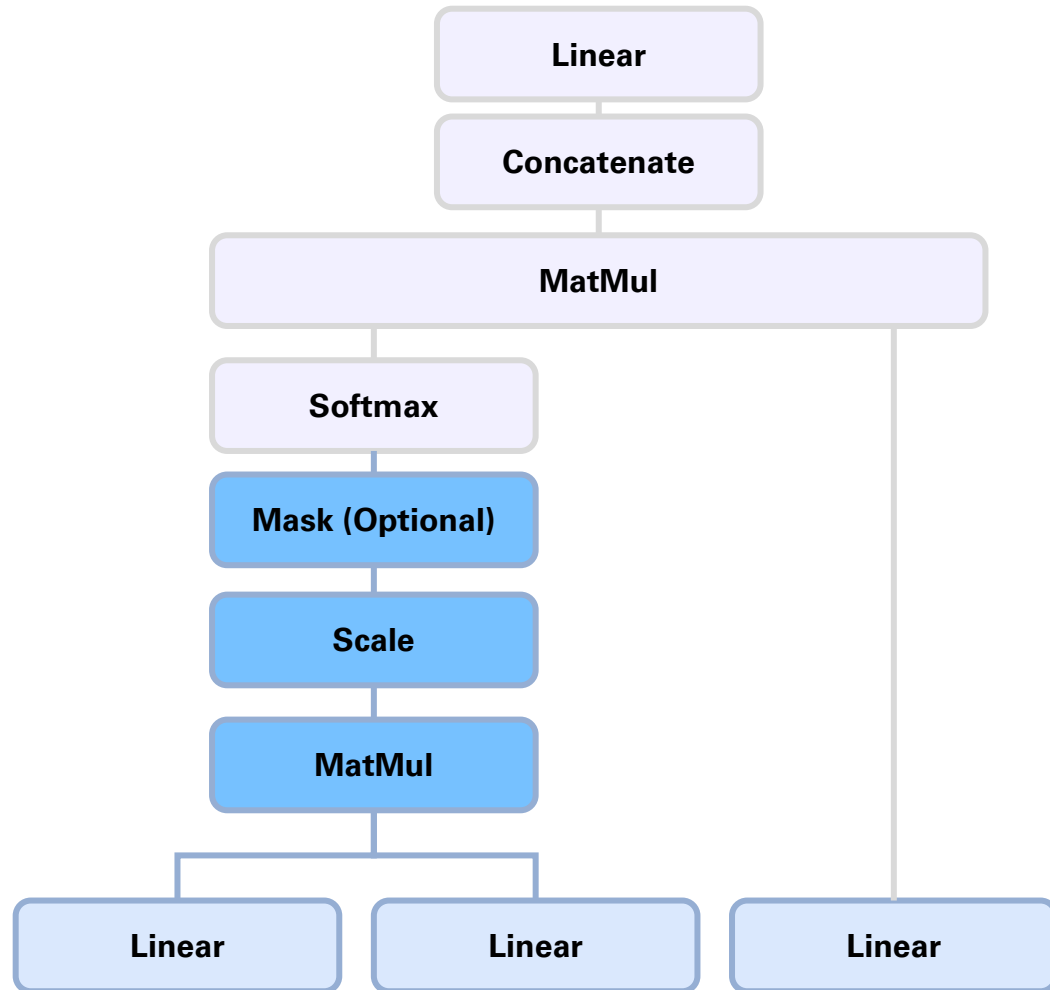 Linear
Concatenate
MatMul
Softmax
Mask (Optional)
Scale
MatMul
Linear
Linear
Linear